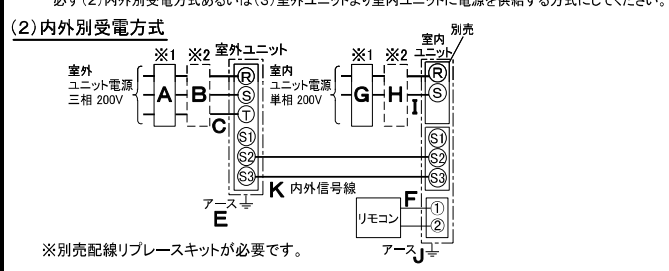 必ず(2)内外別受電方式あるいは(3)室外ユニットより室内ユニットに電源を供給する方式にしてください。
(2)内外別受電方式
※1 ※2 室外ユニット
室外
ユニット電源
三相 200V
A B C
R
S
T
S1
S2
S3
アース
E
※1 ※2 室内
ユニット
別売
室内
ユニット電源
単相 200V
G H I
R
S
S1
S2
S3
K 内外信号線
リモコン
F
①
②
アース
J
※別売配線リプレースキットが必要です。